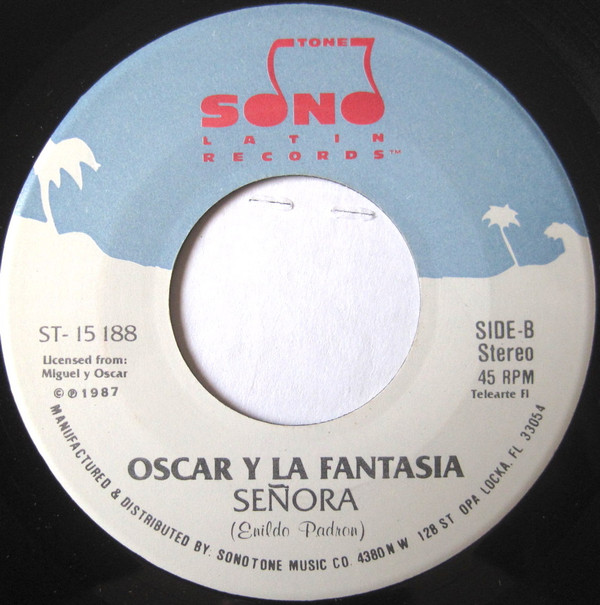 TONE
SONO
LATIN
RECORDS™
ST- 15 188
Licensed from:
Miguel y Oscar
© ℗ 1987
SIDE-B
Stereo
45 RPM
Telearte Fl
OSCAR Y LA FANTASIA
SEÑORA
(Enildo Padron)
MANUFACTURED & DISTRIBUTED BY. SONOTONE MUSIC CO. 4380 N W 128 ST OPA LOCKA, FL 33054